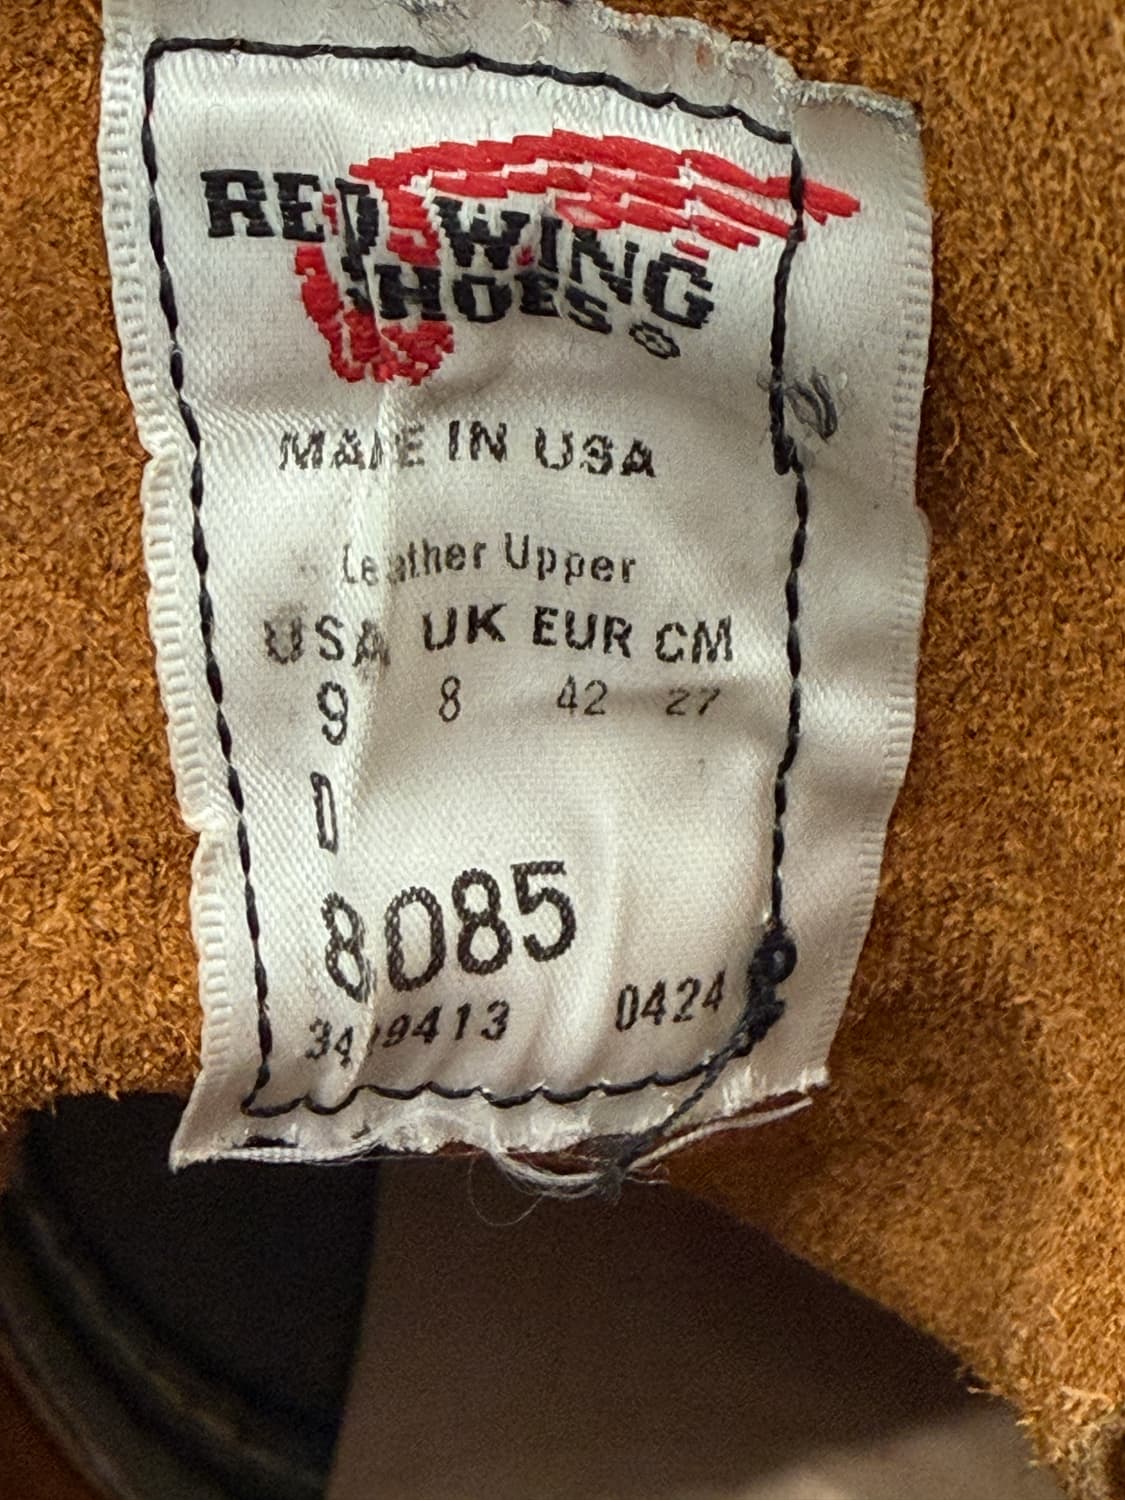 RED WING
SHOES ®
MADE IN USA
Leather Upper
USA UK EUR CM
9 8 42 27
D
8085
0424